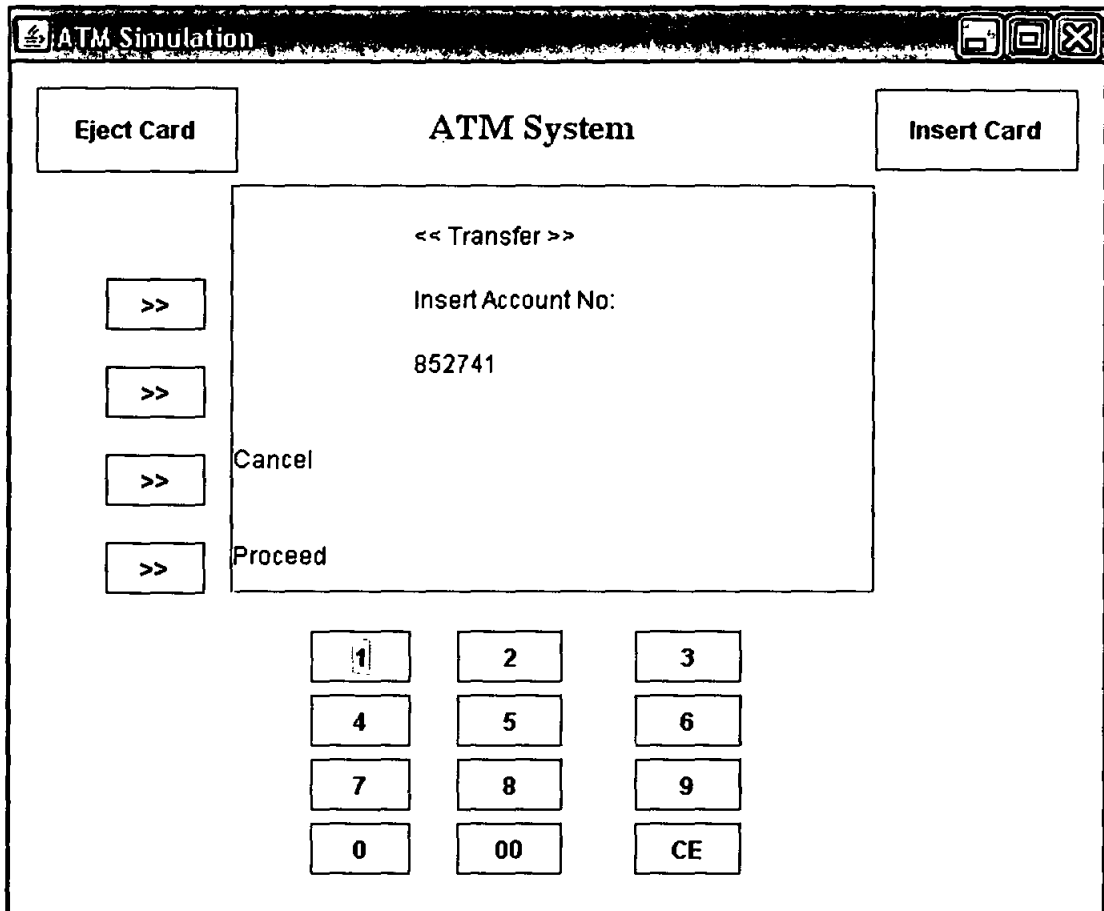 ATM Simulation
Eject Card
ATM System
Insert Card
<< Transfer >>
>>
Insert Account No:
852741
>>
>>
Cancel
>>
Proceed
1 2 3
4 5 6
7 8 9
0 00 CE